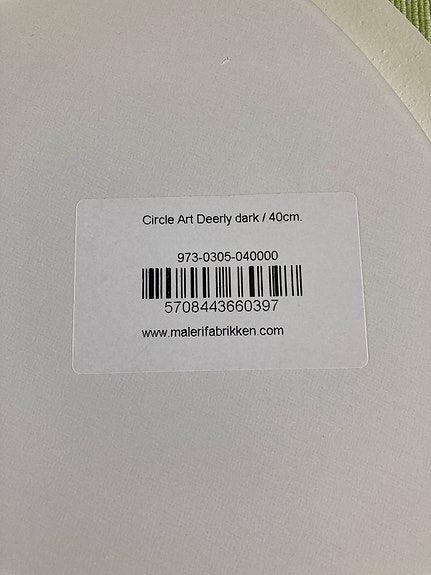 Circle Art Deerly dark / 40cm.
973-0305-040000
5708443660397
www.malerifabrikken.com